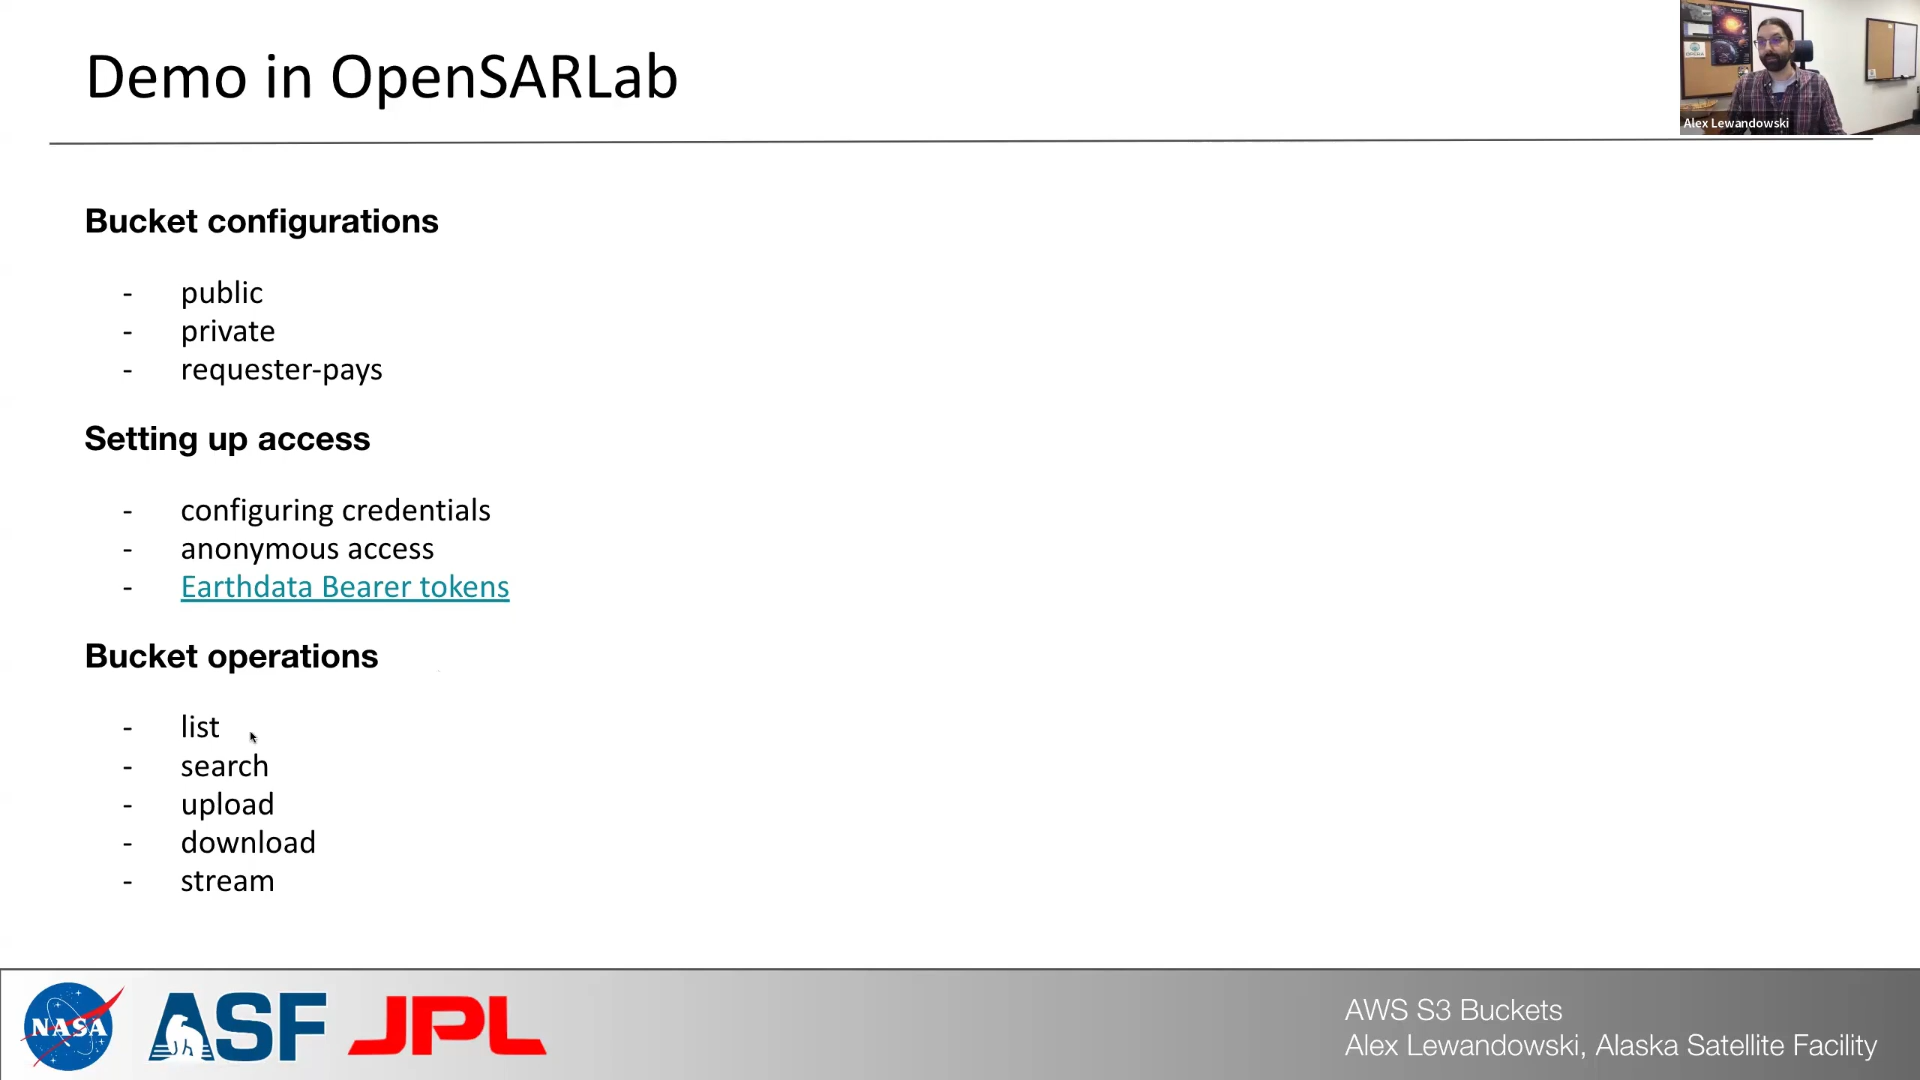 Demo in OpenSARLab
Alex Lewandowski
Bucket configurations
- public
- private
- requester-pays
Setting up access
- configuring credentials
- anonymous access
- Earthdata Bearer tokens
Bucket operations
- list
- search
- upload
- download
- stream
NASA
ASF
JPL
AWS S3 Buckets
Alex Lewandowski, Alaska Satellite Facility